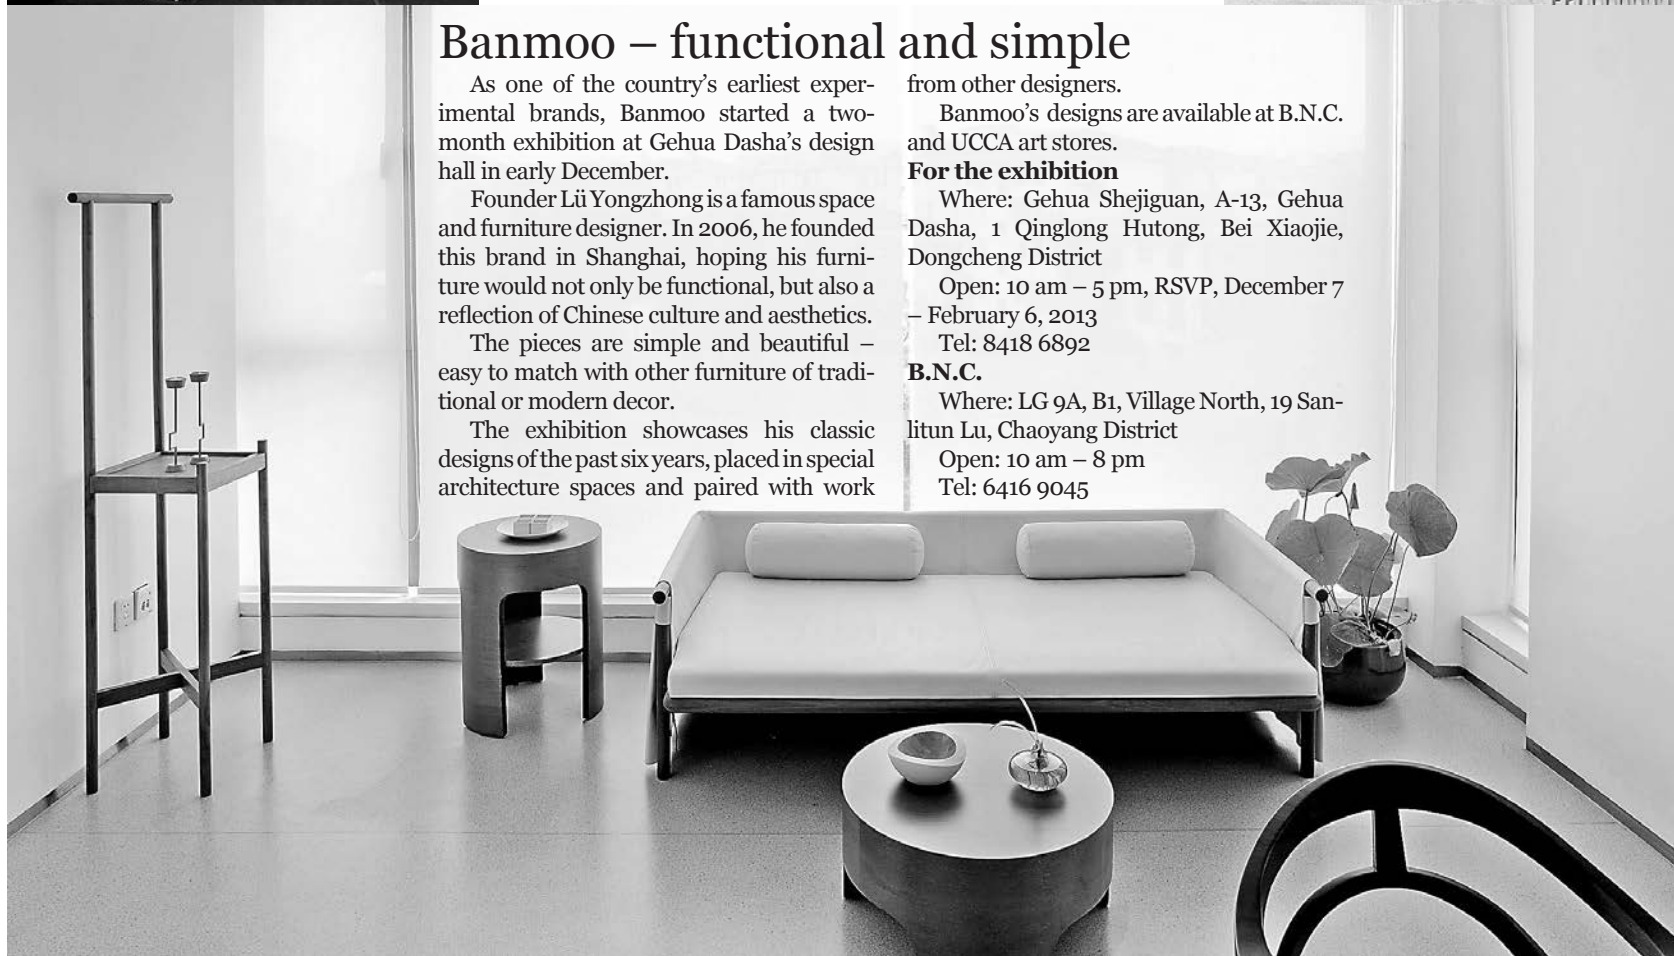 Banmoo – functional and simple
As one of the country's earliest exper-
imental brands, Banmoo started a two-
month exhibition at Gehua Dasha's design
hall in early December.
Founder Lü Yongzhong is a famous space
and furniture designer. In 2006, he founded
this brand in Shanghai, hoping his furni-
ture would not only be functional, but also a
reflection of Chinese culture and aesthetics.
The pieces are simple and beautiful –
easy to match with other furniture of tradi-
tional or modern decor.
The exhibition showcases his classic
designs of the past six years, placed in special
architecture spaces and paired with work
from other designers.
Banmoo's designs are available at B.N.C.
and UCCA art stores.
For the exhibition
Where: Gehua Shejiguan, A-13, Gehua
Dasha, 1 Qinglong Hutong, Bei Xiaojie,
Dongcheng District
Open: 10 am – 5 pm, RSVP, December 7
– February 6, 2013
Tel: 8418 6892
B.N.C.
Where: LG 9A, B1, Village North, 19 San-
litun Lu, Chaoyang District
Open: 10 am – 8 pm
Tel: 6416 9045